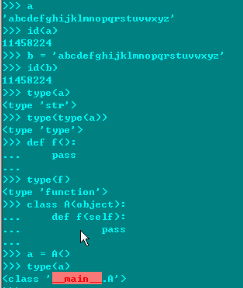 >>> a
'abcdefghijklmnopqrstuvwxyz'
>>> id(a)
11458224
>>> b = 'abcdefghijklmnopqrstuvwxyz'
>>> id(b)
11458224
>>> type(a)
<type 'str'>
>>> type(type(a))
<type 'type'>
>>> def f():
...     pass
...
>>> type(f)
<type 'function'>
>>> class A(object):
...     def f(self):
...             pass
...
>>> a = A()
>>> type(a)
<class '__main__.A'>